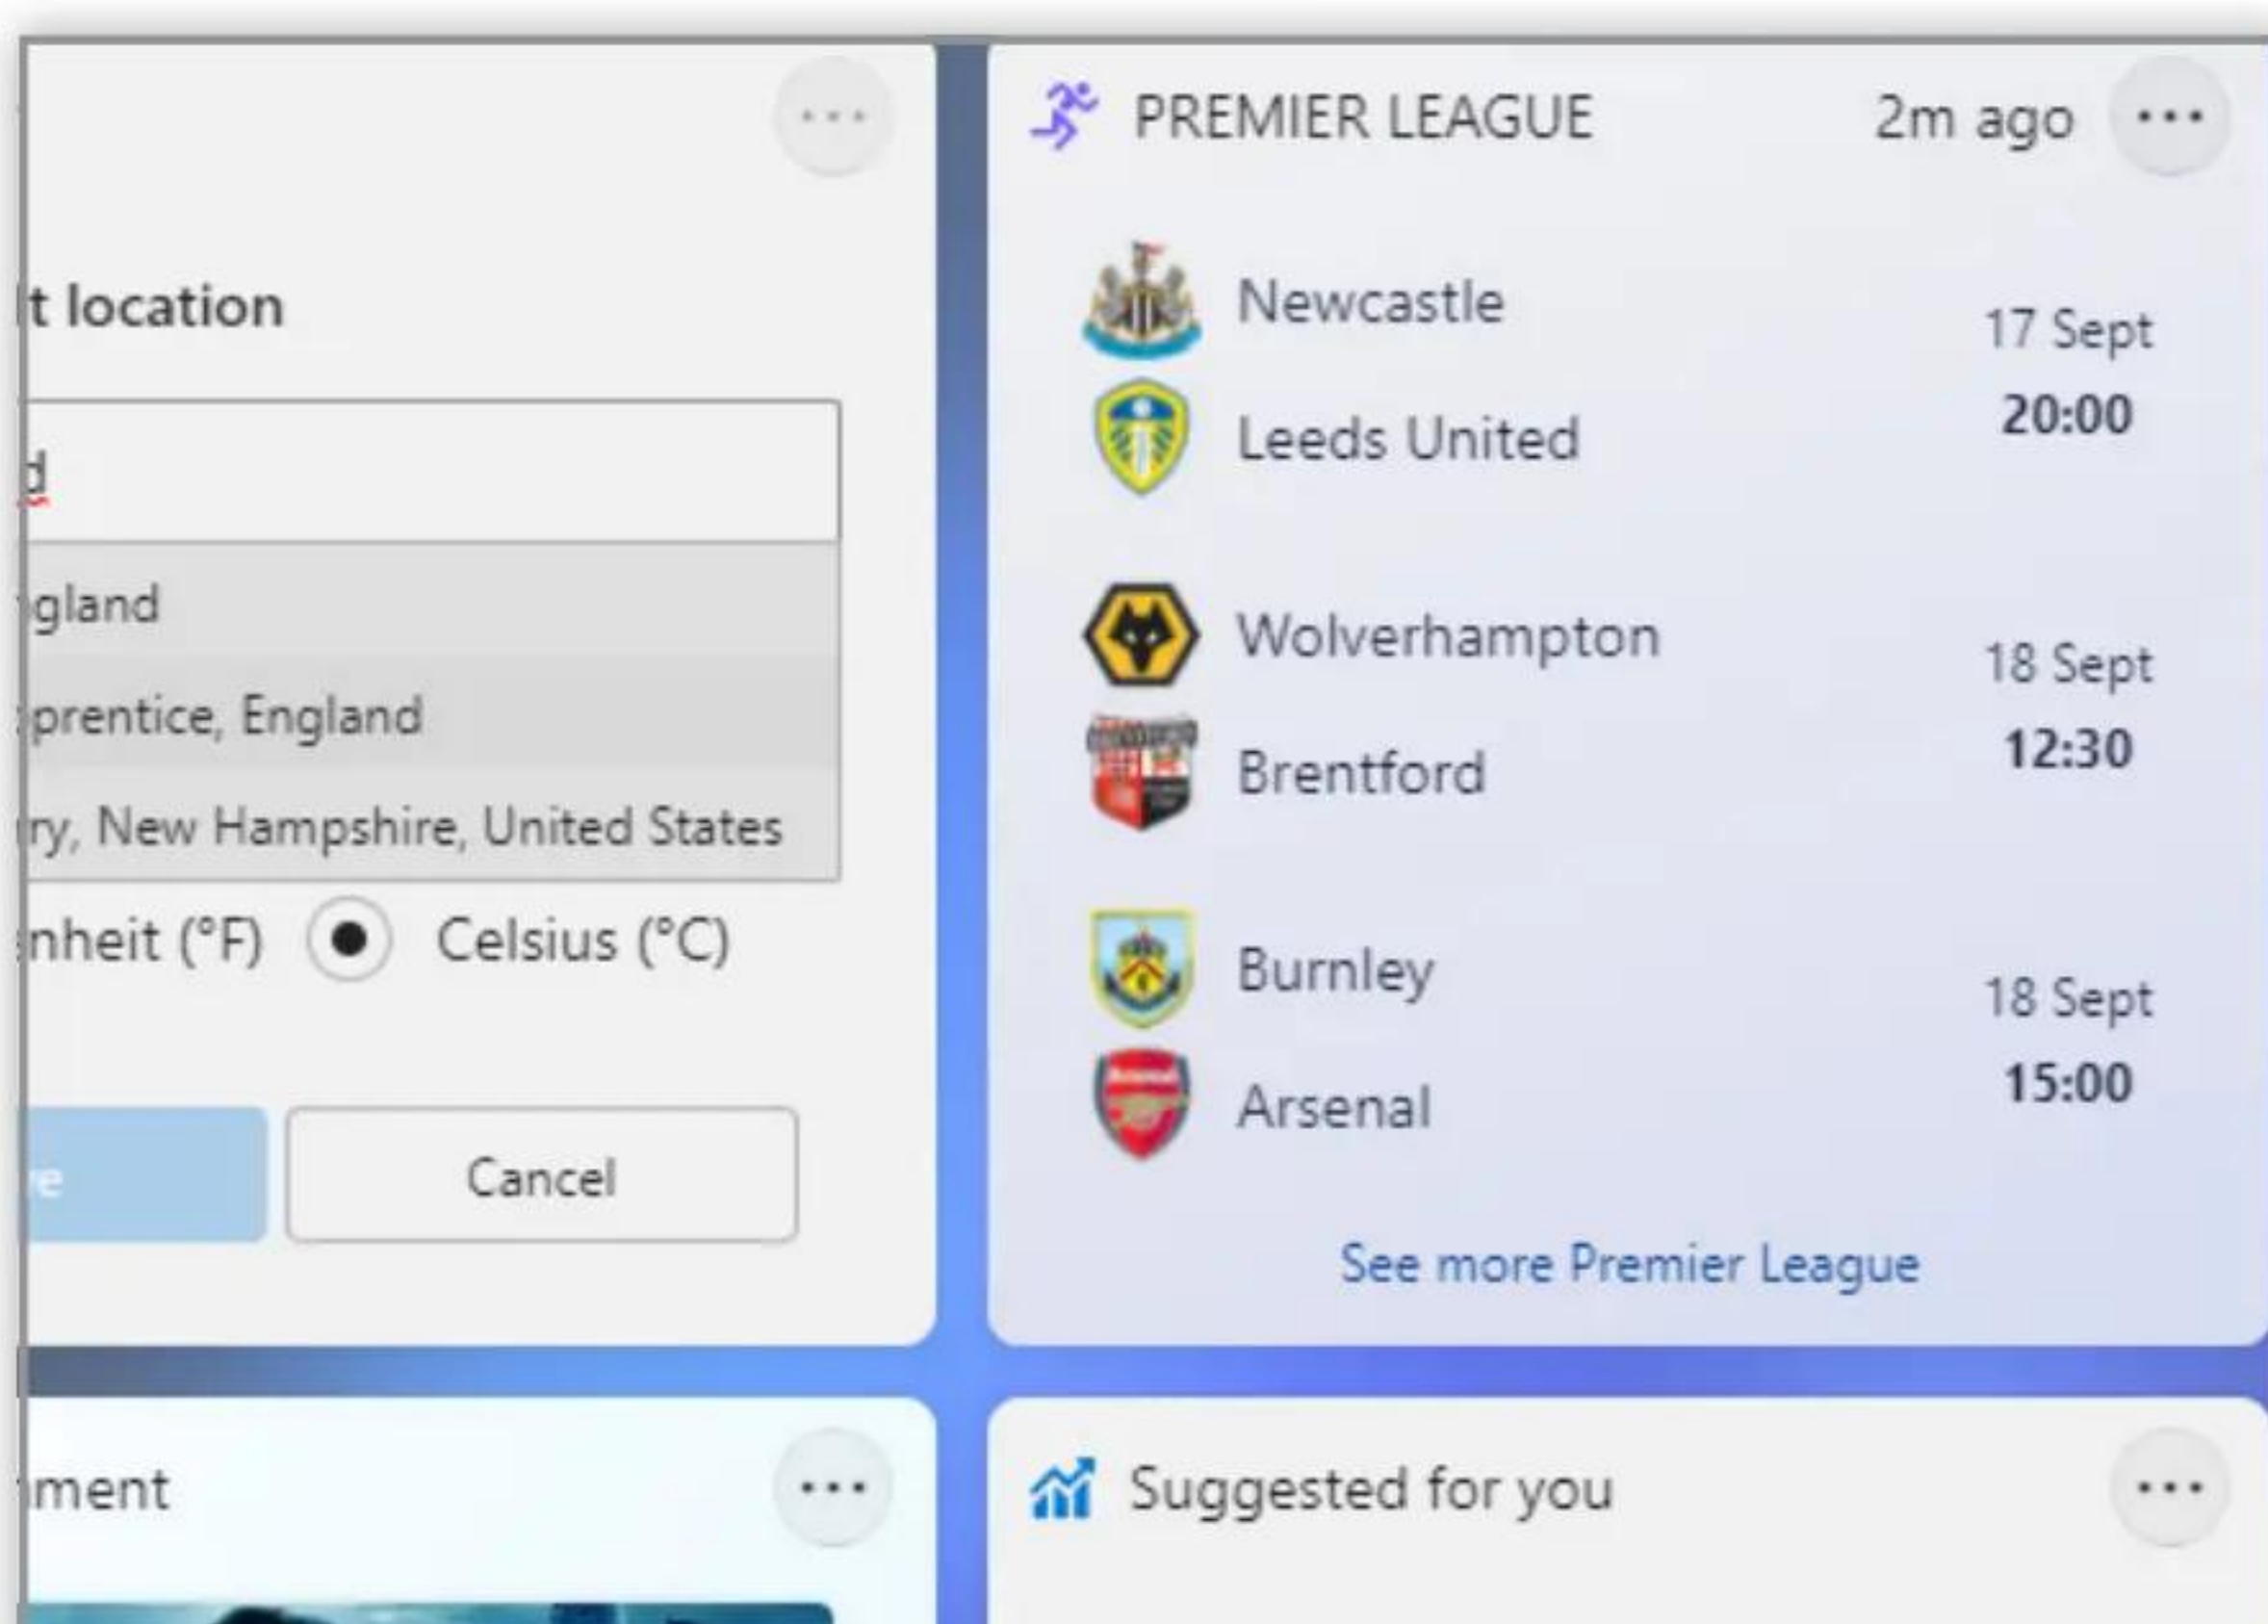 t location
d
gland
prentice, England
ry, New Hampshire, United States
nheit (°F) Celsius (°C)
Cancel
PREMIER LEAGUE 2m ago
Newcastle
Leeds United
17 Sept
20:00
Wolverhampton
Brentford
18 Sept
12:30
Burnley
Arsenal
18 Sept
15:00
See more Premier League
ment
Suggested for you